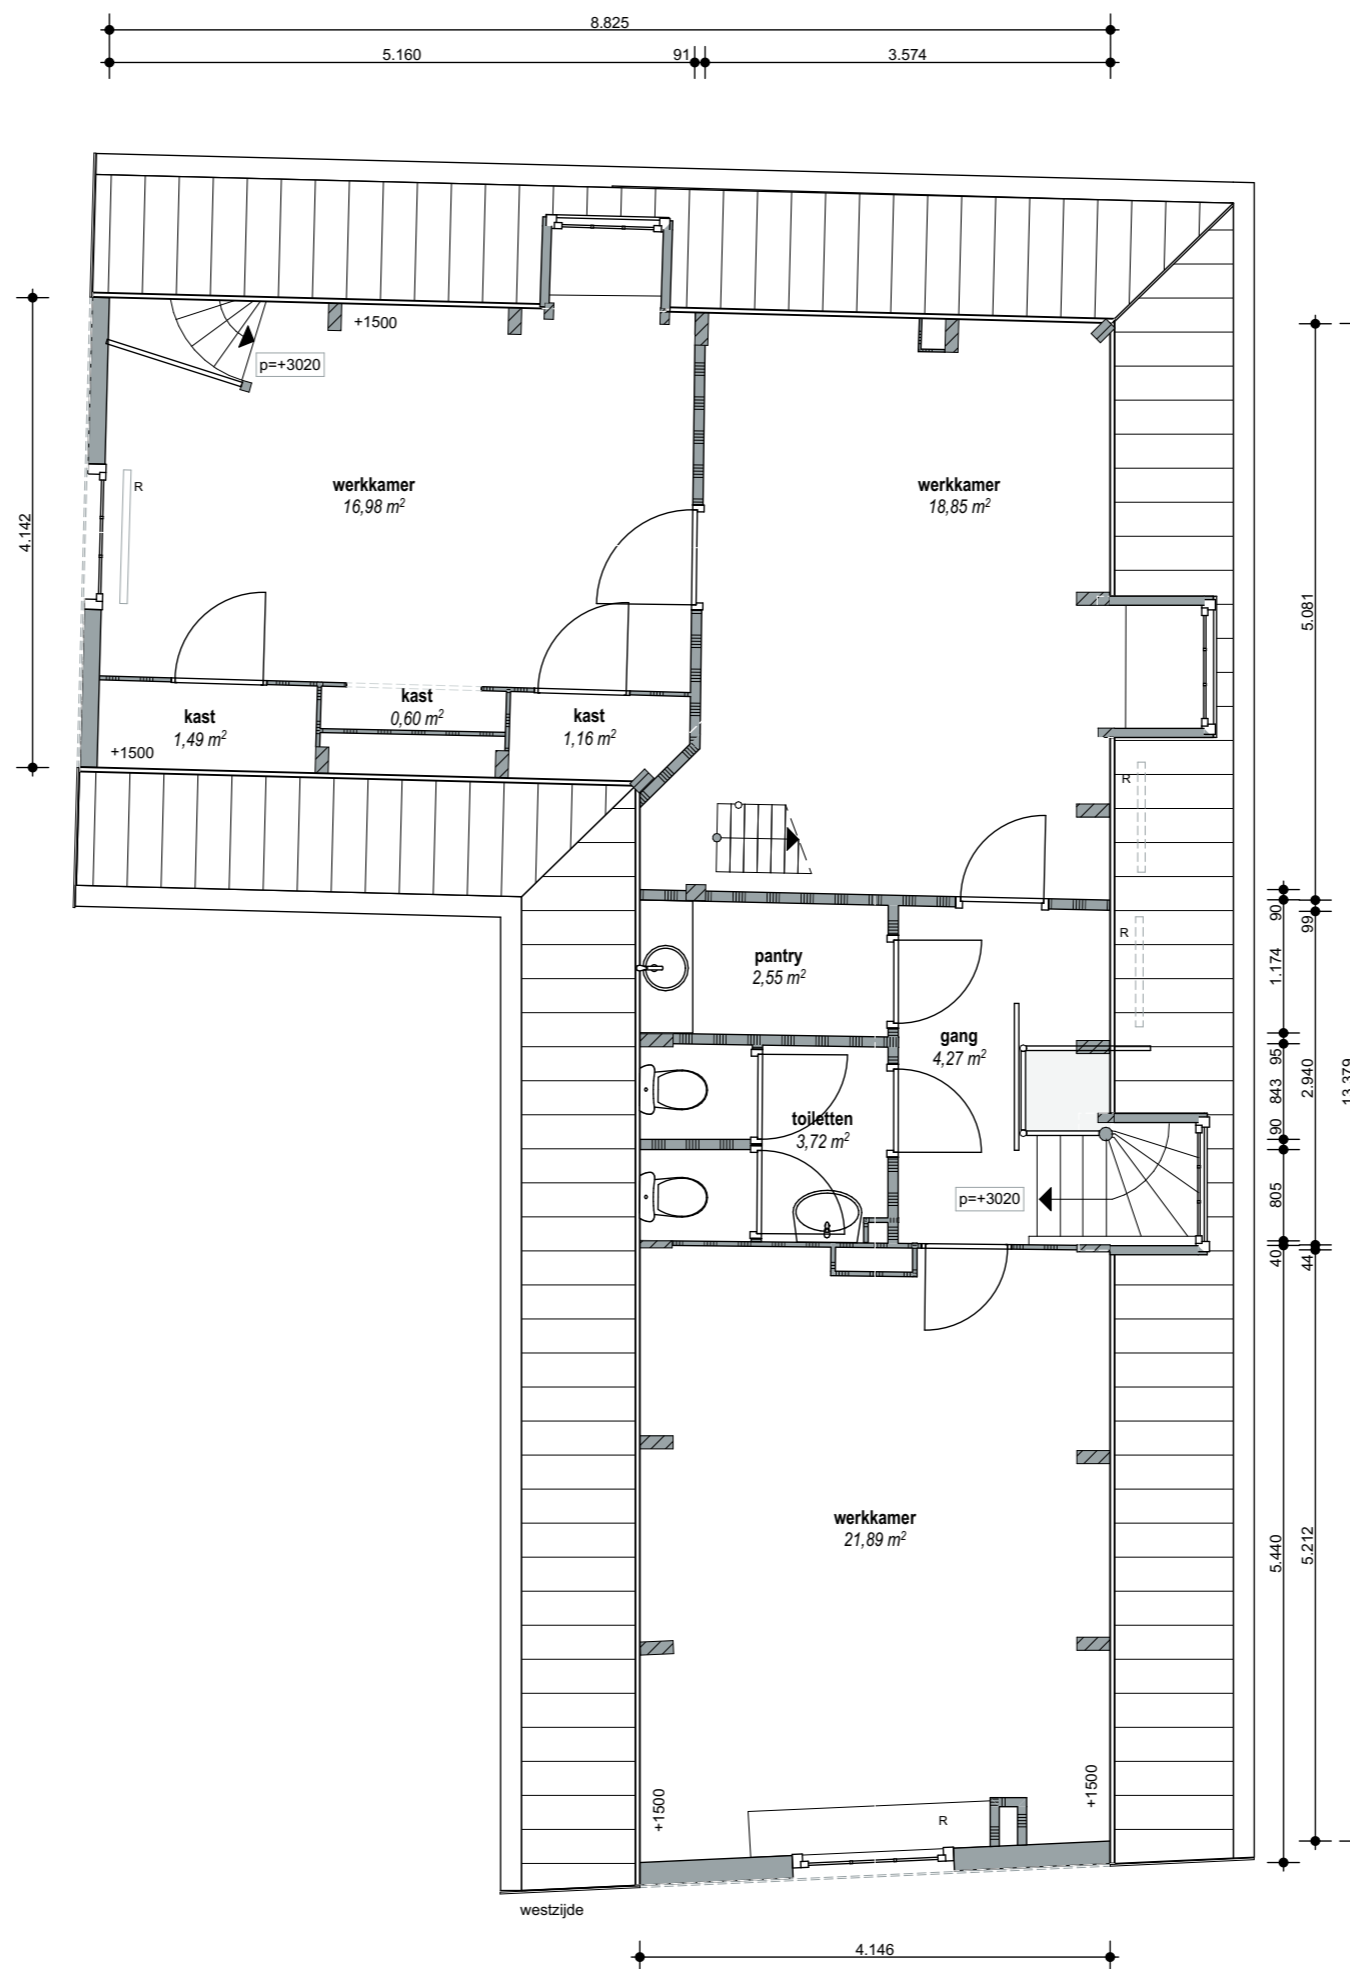 8.825
5.160
91
3.574
+1500
p=+3020
4.142
R
werkkamer
16,98 m²
werkkamer
18,85 m²
5.081
kast
1,49 m²
kast
0,60 m²
kast
1,16 m²
+1500
R
R
90
99
1.174
pantry
2,55 m²
gang
4,27 m²
95
2.940
13.379
843
toiletten
3,72 m²
90
p=+3020
805
40
44
werkkamer
21,89 m²
5.440
5.212
+1500
+1500
R
westzijde
4.146